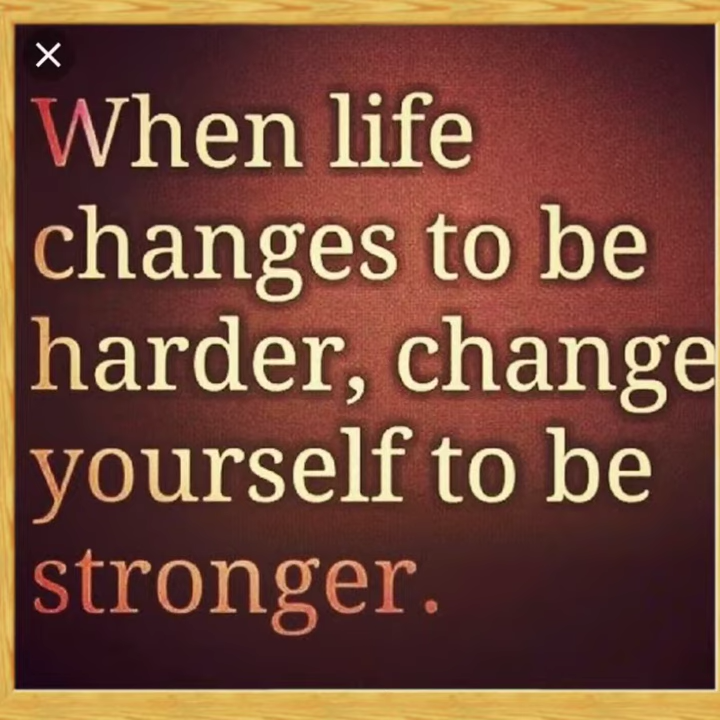 When life
changes to be
harder, change
yourself to be
stronger.